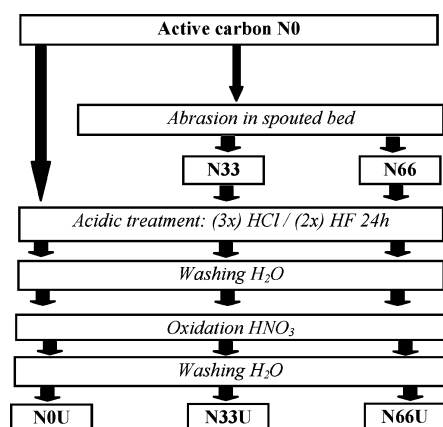 Active carbon N0
Abrasion in spouted bed
N33 N66
Acidic treatment: (3x) HCl / (2x) HF 24h
Washing H₂O
Oxidation HNO₃
Washing H₂O
N0U N33U N66U